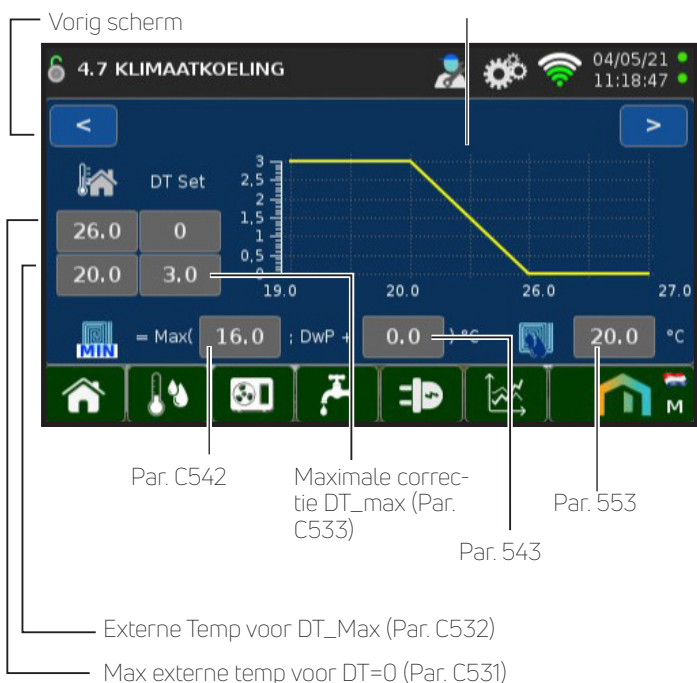 Vorig scherm
4.7 KLIMAATKOELING
04/05/21
11:18:47
<
>
DT Set
26.0 0
20.0 3.0
3
2,5
2
1,5
1
0,5
0
19.0 20.0 26.0 27.0
MIN = Max( 16.0 ; DwP + 0.0 ) °C 20.0 °C
M
Par. C542
Maximale correc-
tie DT_max (Par.
C533)
Par. 553
Par. 543
Externe Temp voor DT_Max (Par. C532)
Max externe temp voor DT=0 (Par. C531)